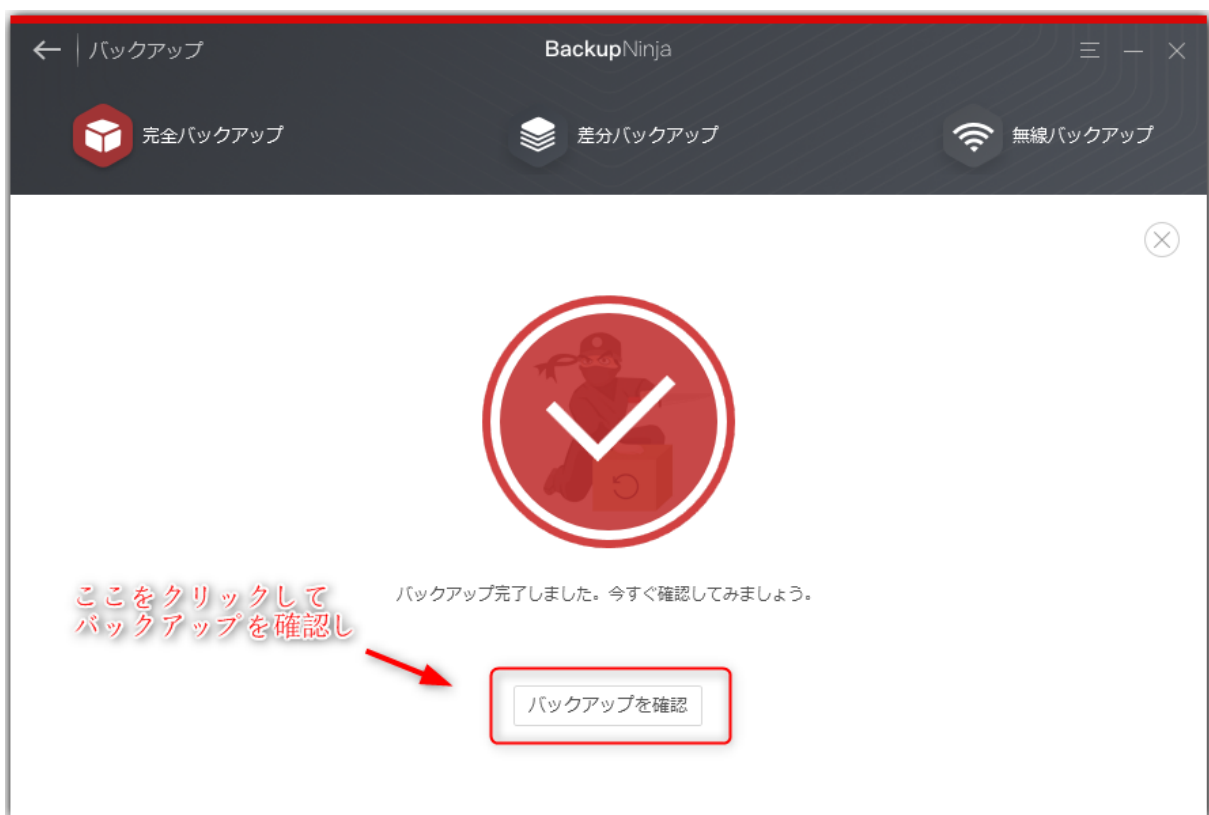 バックアップ
BackupNinja
完全バックアップ
差分バックアップ
無線バックアップ
バックアップ完了しました。今すぐ確認してみましょう。
ここをクリックして
バックアップを確認し
バックアップを確認